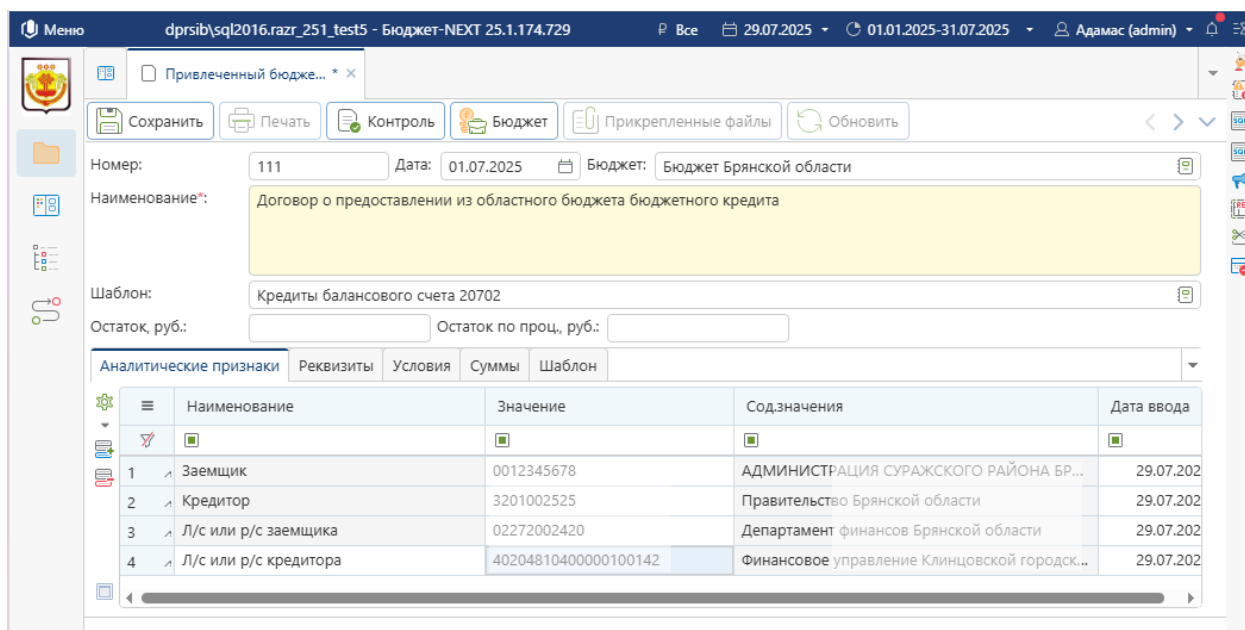 Меню dprsib\sql2016.razr_251_test5 - Бюджет-NEXT 25.1.174.729 ₽ Все 29.07.2025 01.01.2025-31.07.2025 Адамас (admin)
Привлеченный бюдже... * ×
Сохранить Печать Контроль Бюджет Прикрепленные файлы Обновить
Номер: 111 Дата: 01.07.2025 Бюджет: Бюджет Брянской области
Наименование*: Договор о предоставлении из областного бюджета бюджетного кредита
Шаблон: Кредиты балансового счета 20702
Остаток, руб.: Остаток по проц., руб.:
Аналитические признаки Реквизиты Условия Суммы Шаблон
Наименование Значение Сод.значения Дата ввода
1 Заемщик 0012345678 АДМИНИСТРАЦИЯ СУРАЖСКОГО РАЙОНА БР... 29.07.202
2 Кредитор 3201002525 Правительство Брянской области 29.07.202
3 Л/с или р/с заемщика 02272002420 Департамент финансов Брянской области 29.07.202
4 Л/с или р/с кредитора 40204810400000100142 Финансовое управление Клинцовской городск... 29.07.202